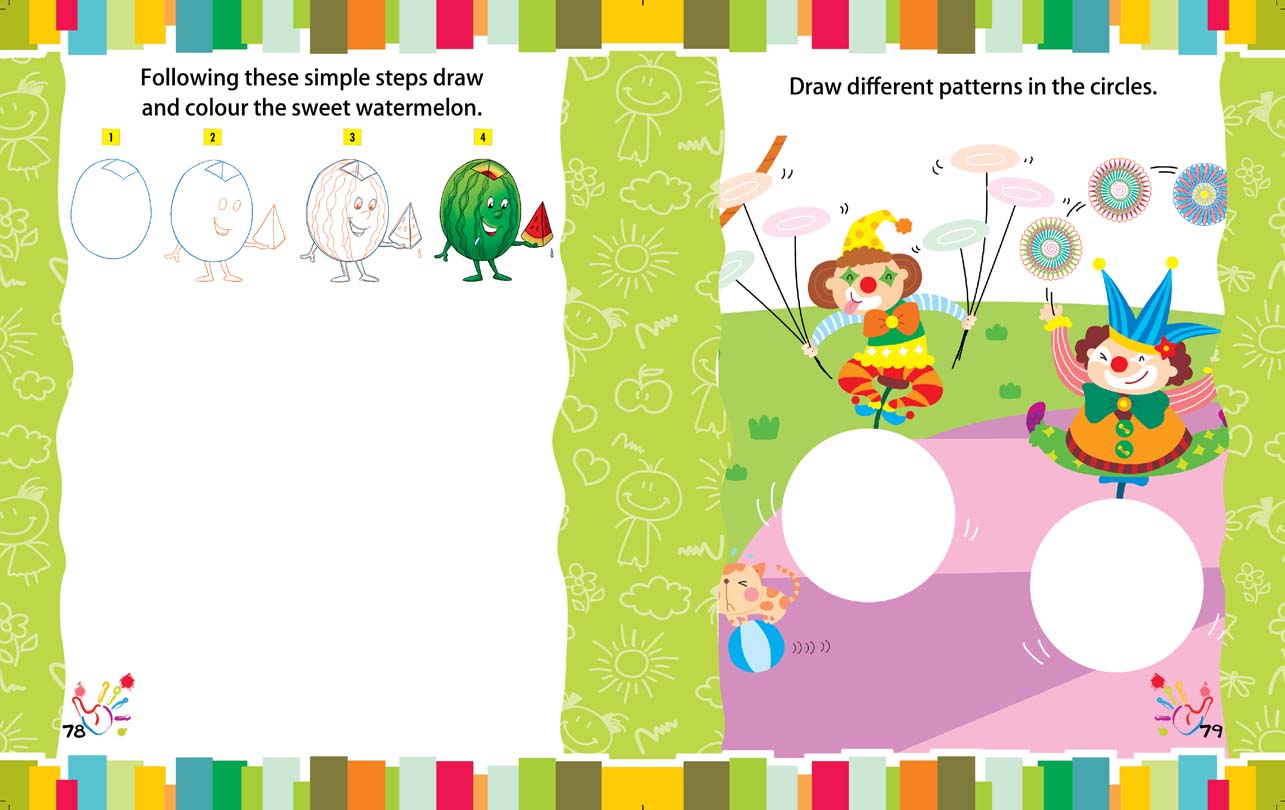 Following these simple steps draw
and colour the sweet watermelon.
1
2
3
4
78
Draw different patterns in the circles.
79